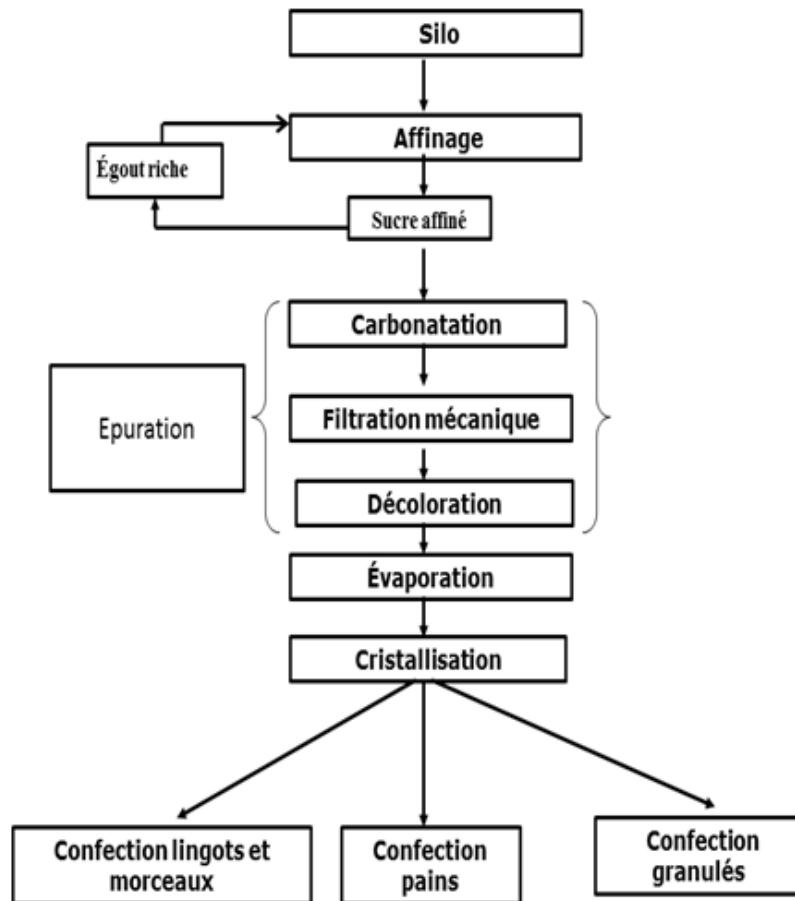 Silo
Affinage
Égout riche
Sucre affiné
Carbonatation
Epuration
Filtration mécanique
Décoloration
Évaporation
Cristallisation
Confection lingots et
morceaux
Confection
pains
Confection
granulés